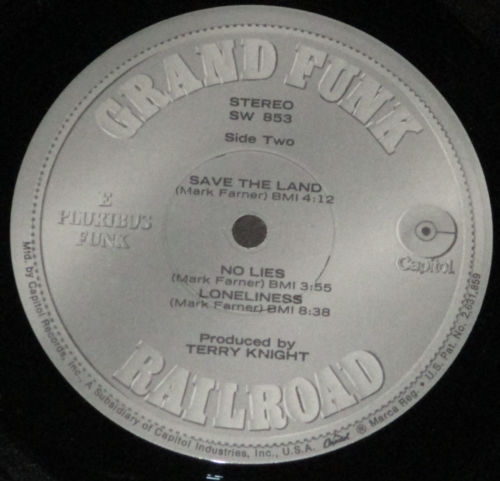 GRAND FUNK
STEREO
SW 853
Side Two
SAVE THE LAND
(Mark Farner) BMI 4:12
E
PLURIBUS
FUNK
Capitol
NO LIES
(Mark Farner) BMI 3:55
LONELINESS
(Mark Farner) BMI 8:38
Produced by
TERRY KNIGHT
RAILROAD
Mfd. by Capitol Records, Inc., A Subsidiary of Capitol Industries, Inc., U.S.A. Capitol ® Marca Reg. • U.S. Pat. No. 2,631,859